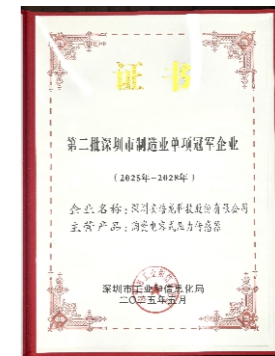 证书
第二批深圳市制造业单项冠军企业
(2025年-2028年)
企业名称：深圳安培龙科技股份有限公司
主营产品：陶瓷电容式压力传感器
深圳市工业和信息化局
二〇二五年五月